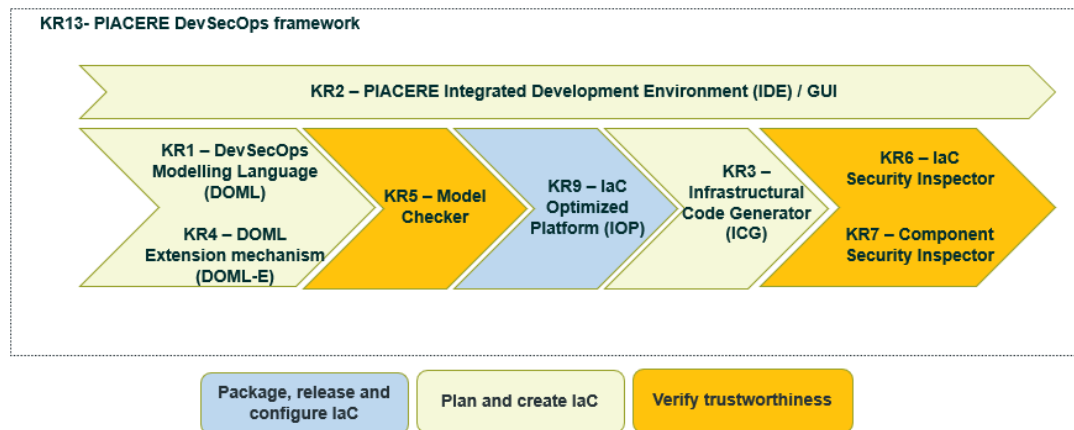 KR13- PIACERE DevSecOps framework
KR2 – PIACERE Integrated Development Environment (IDE) / GUI
KR1 – DevSecOps
Modelling Language
(DOML)
KR4 – DOML
Extension mechanism
(DOML-E)
KR5 – Model
Checker
KR9 – IaC
Optimized
Platform (IOP)
KR3 –
Infrastructural
Code Generator
(ICG)
KR6 – IaC
Security Inspector
KR7 – Component
Security Inspector
Package, release and
configure IaC
Plan and create IaC
Verify trustworthiness